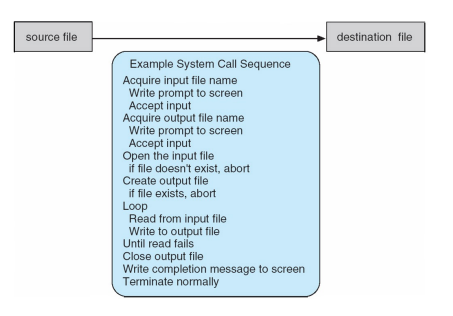 source file
destination file
Example System Call Sequence
Acquire input file name
Write prompt to screen
Accept input
Acquire output file name
Write prompt to screen
Accept input
Open the input file
if file doesn't exist, abort
Create output file
if file exists, abort
Loop
Read from input file
Write to output file
Until read fails
Close output file
Write completion message to screen
Terminate normally